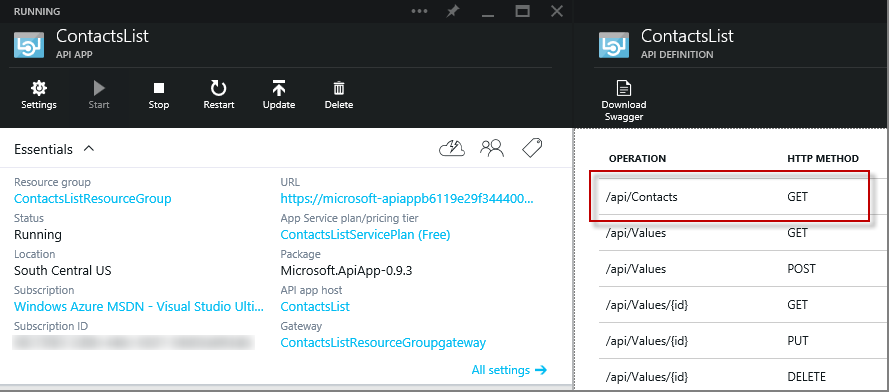 RUNNING
ContactsList
API APP
Settings
Start
Stop
Restart
Update
Delete
Essentials
Resource group
ContactsListResourceGroup
Status
Running
Location
South Central US
Subscription
Windows Azure MSDN - Visual Studio Ulti...
Subscription ID
URL
https://microsoft-apiappb6119e29f344400...
App Service plan/pricing tier
ContactsListServicePlan (Free)
Package
Microsoft.ApiApp-0.9.3
API app host
ContactsList
Gateway
ContactsListResourceGroupgateway
All settings →
ContactsList
API DEFINITION
Download
Swagger
OPERATION HTTP METHOD
/api/Contacts GET
/api/Values GET
/api/Values POST
/api/Values/{id} GET
/api/Values/{id} PUT
/api/Values/{id} DELETE